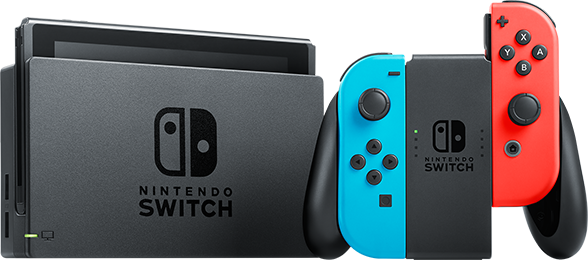 NINTENDO
SWITCH
X
Y
A
B
NINTENDO
SWITCH